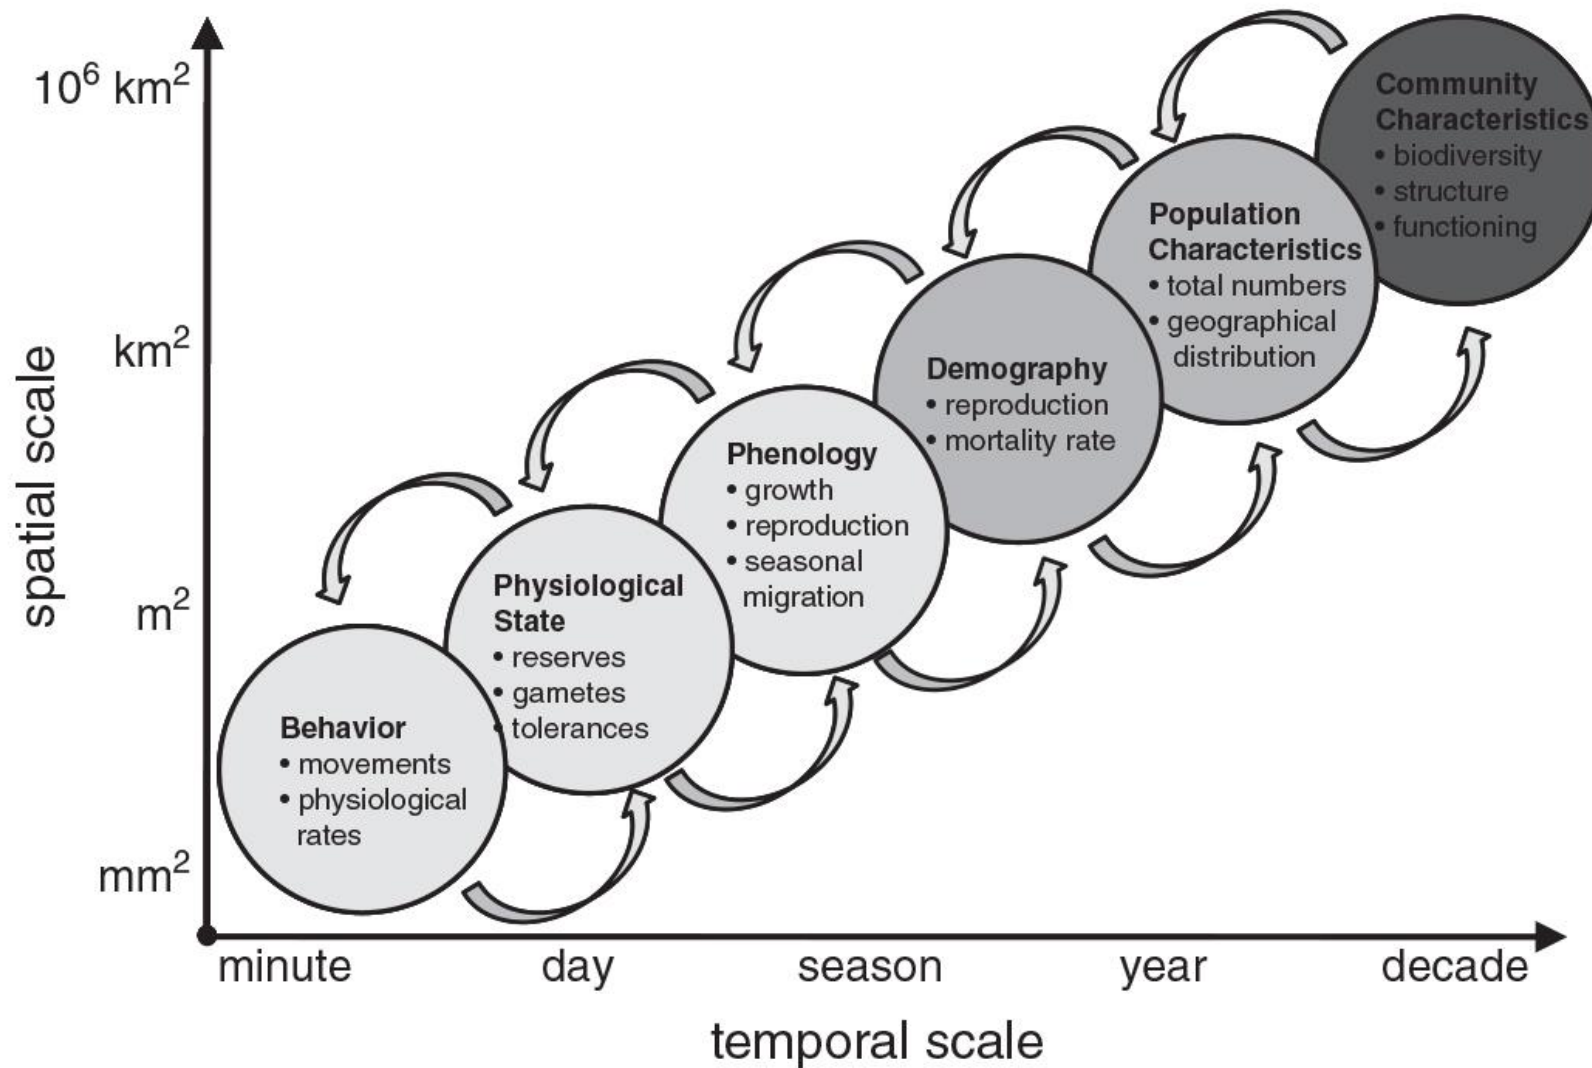 10⁶ km²
km²
m²
mm²
spatial scale
Community
Characteristics
• biodiversity
• structure
• functioning
Population
Characteristics
• total numbers
• geographical
distribution
Demography
• reproduction
• mortality rate
Phenology
• growth
• reproduction
• seasonal
migration
Physiological
State
• reserves
• gametes
• tolerances
Behavior
• movements
• physiological
rates
minute day season year decade
temporal scale